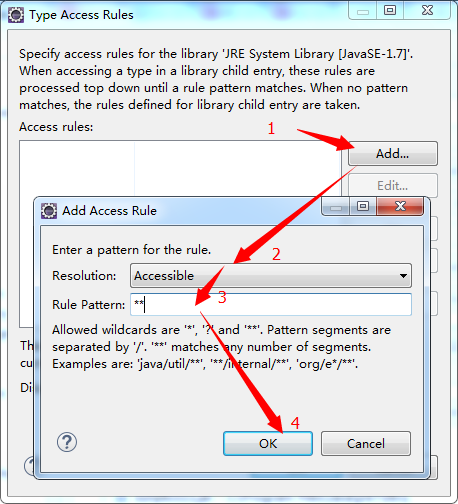 Type Access Rules
Specify access rules for the library 'JRE System Library [JavaSE-1.7]'.
When accessing a type in a library child entry, these rules are
processed top down until a rule pattern matches. When no pattern
matches, the rules defined for library child entry are taken.
Access rules:
1
Add...
Edit...
Add Access Rule
Enter a pattern for the rule.
2
Resolution: Accessible
3
Rule Pattern: **
Allowed wildcards are '*', '?' and '**'. Pattern segments are
separated by '/'. '**' matches any number of segments.
Examples are: 'java/util/**', '**/internal/**', 'org/e*/**'.
4
? OK Cancel